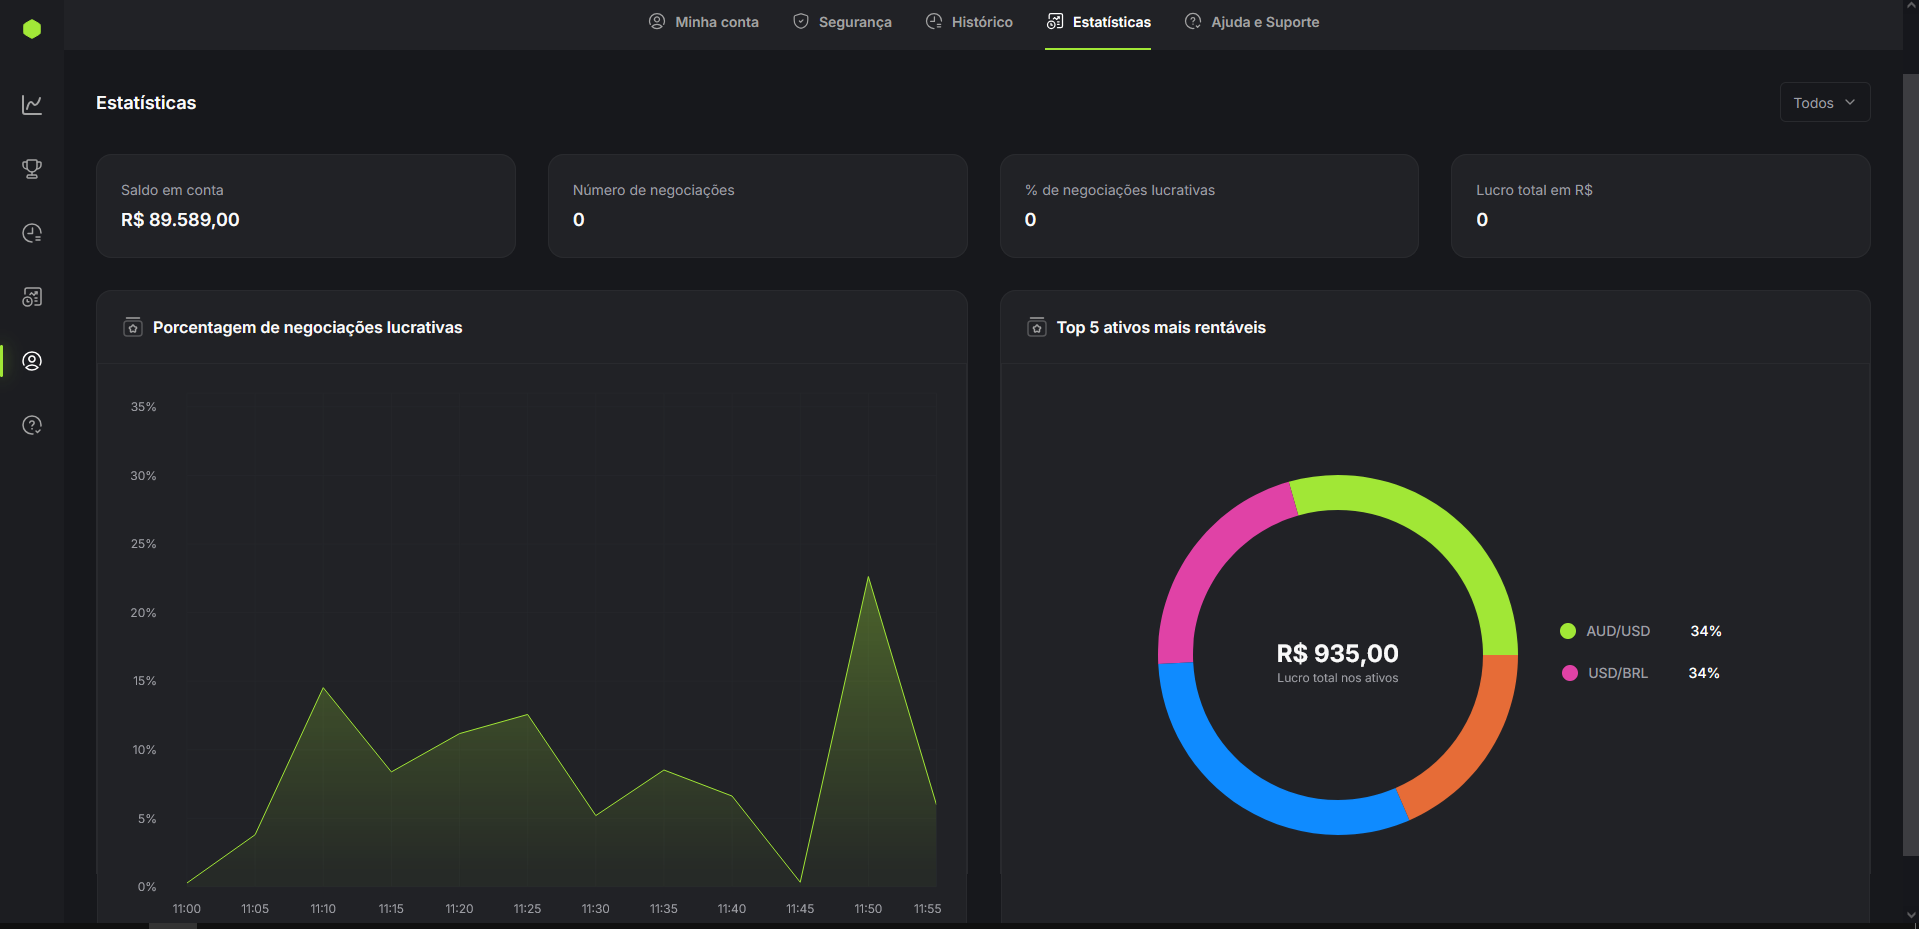 Minha conta
Segurança
Histórico
Estatísticas
Ajuda e Suporte
Estatísticas
Todos
Saldo em conta
R$ 89.589,00
Número de negociações
0
% de negociações lucrativas
0
Lucro total em R$
0
Porcentagem de negociações lucrativas
35%
30%
25%
20%
15%
10%
5%
0%
11:00 11:05 11:10 11:15 11:20 11:25 11:30 11:35 11:40 11:45 11:50 11:55
Top 5 ativos mais rentáveis
R$ 935,00
Lucro total nos ativos
AUD/USD 34%
USD/BRL 34%